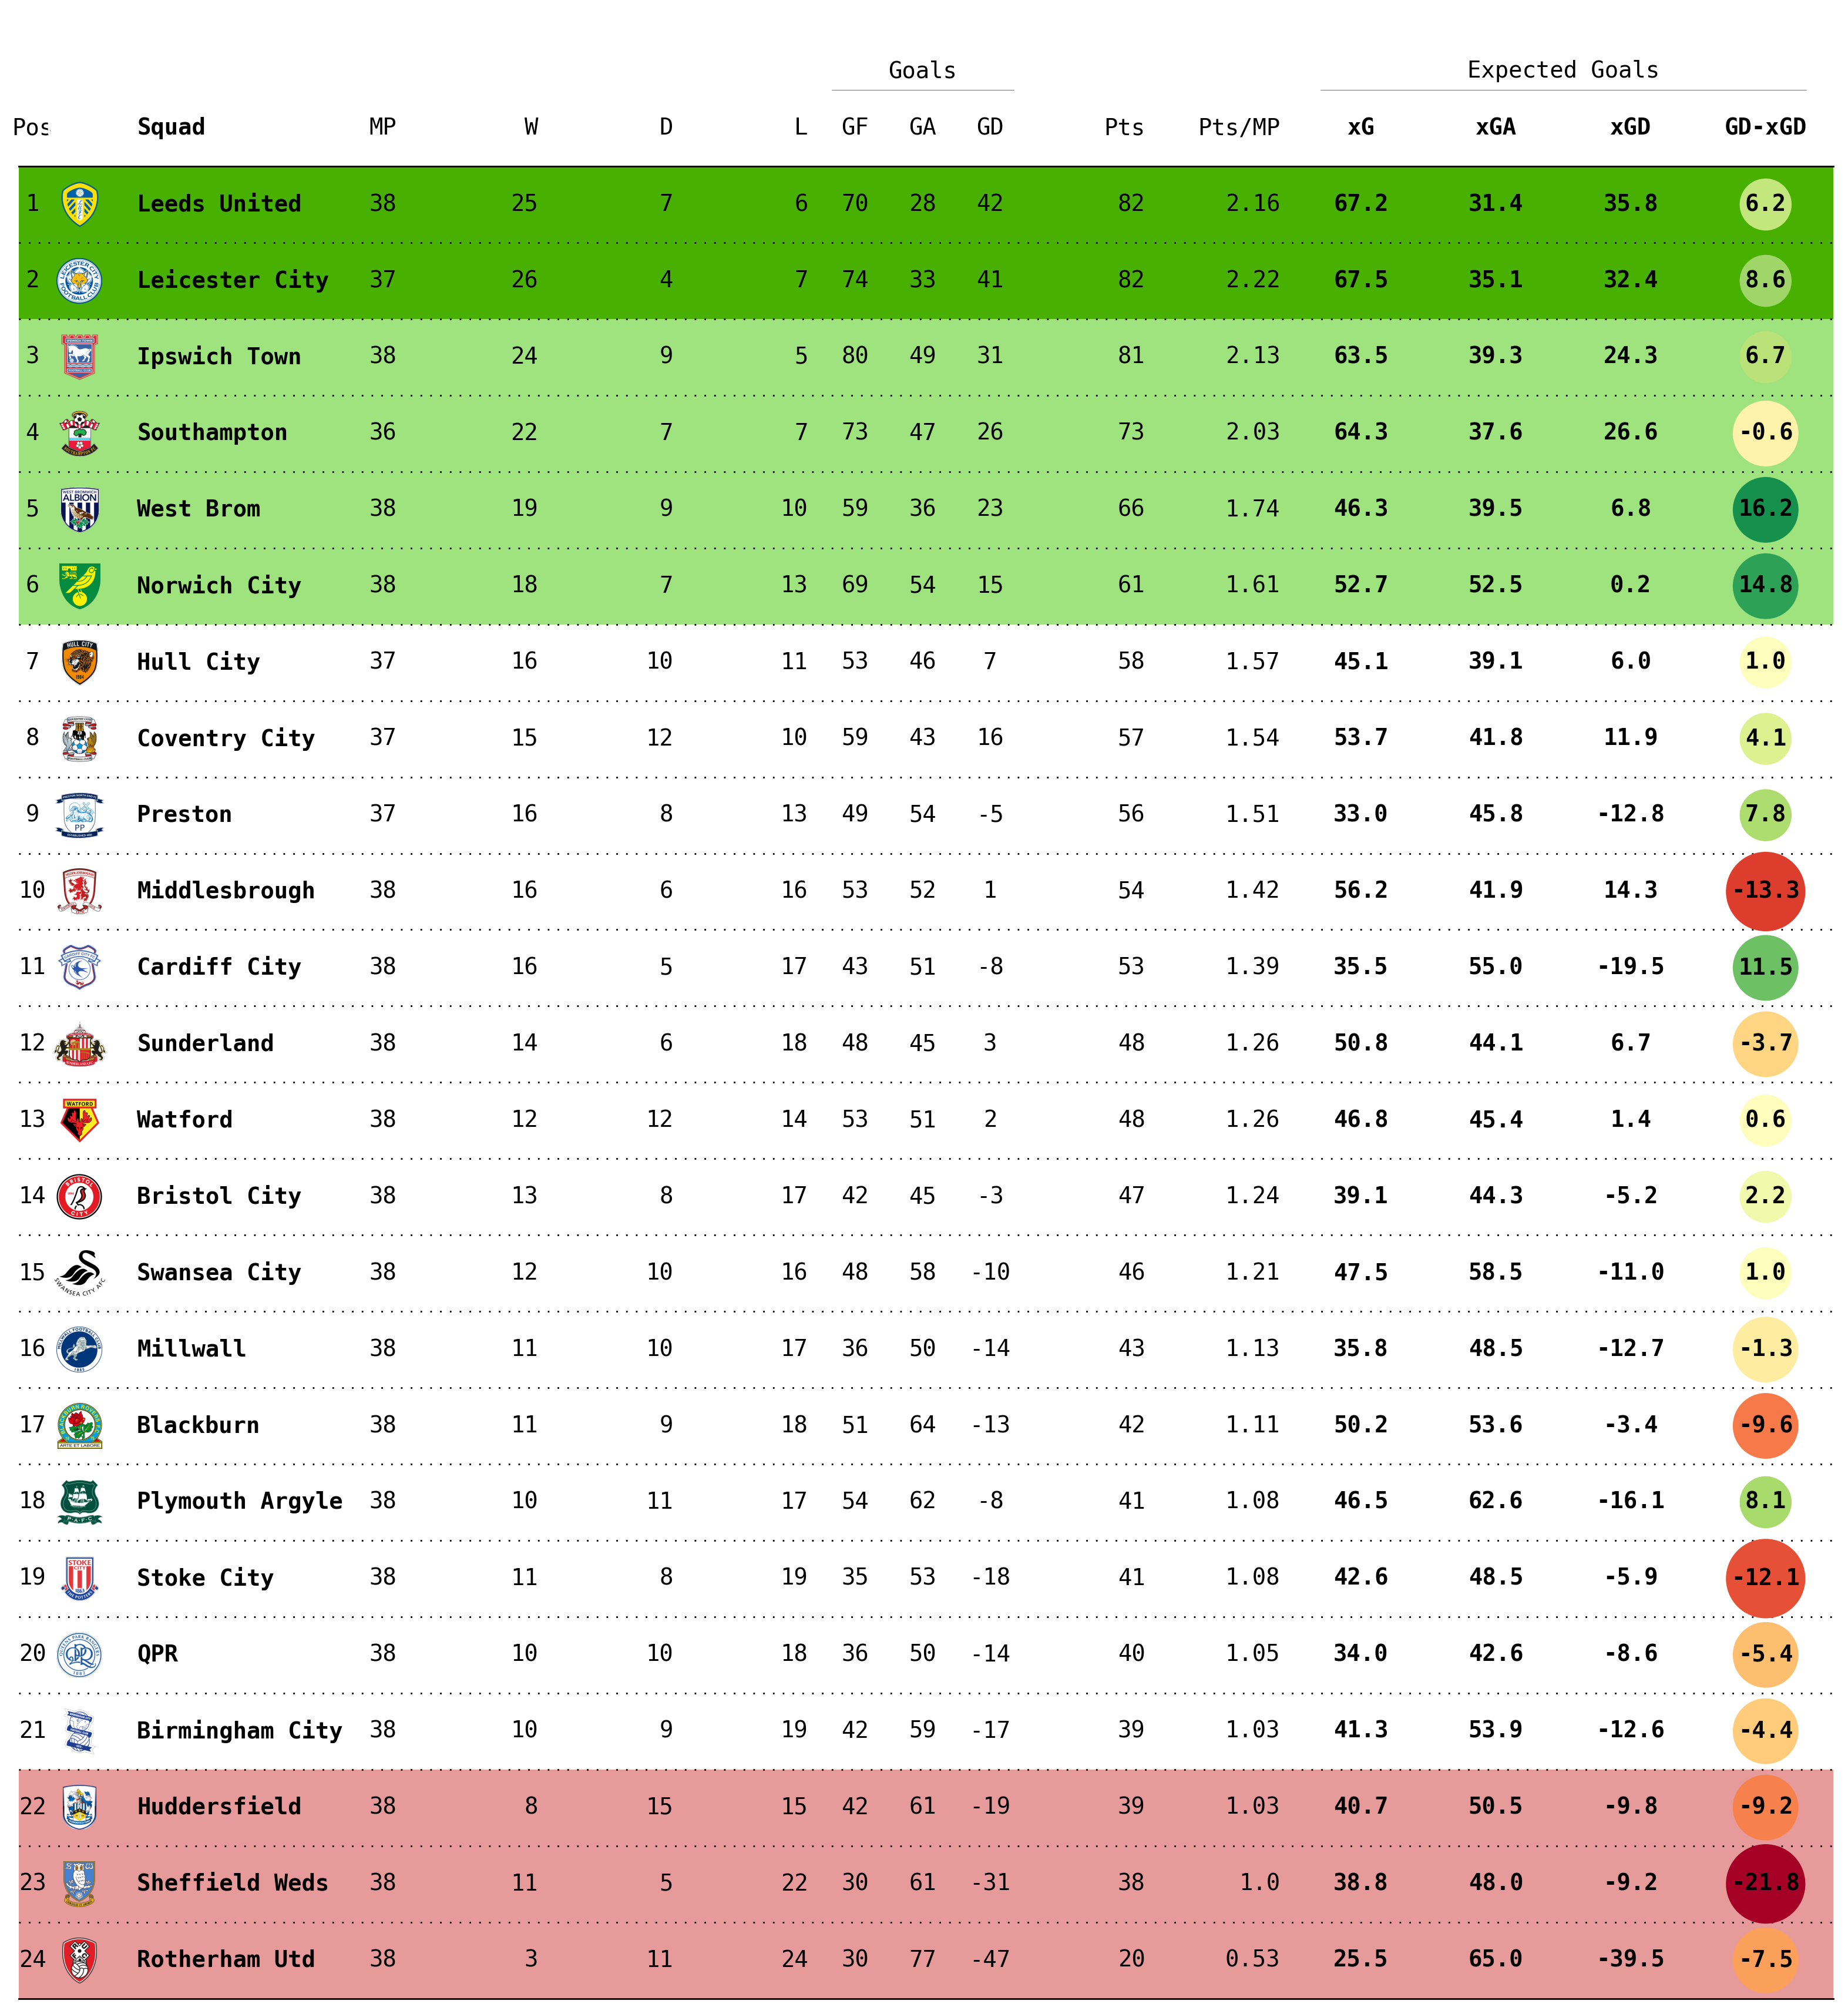 Goals Expected Goals
Pos Squad MP W D L GF GA GD Pts Pts/MP xG xGA xGD GD-xGD
1 Leeds United 38 25 7 6 70 28 42 82 2.16 67.2 31.4 35.8 6.2
2 Leicester City 37 26 4 7 74 33 41 82 2.22 67.5 35.1 32.4 8.6
3 Ipswich Town 38 24 9 5 80 49 31 81 2.13 63.5 39.3 24.3 6.7
4 Southampton 36 22 7 7 73 47 26 73 2.03 64.3 37.6 26.6 -0.6
5 West Brom 38 19 9 10 59 36 23 66 1.74 46.3 39.5 6.8 16.2
6 Norwich City 38 18 7 13 69 54 15 61 1.61 52.7 52.5 0.2 14.8
7 Hull City 37 16 10 11 53 46 7 58 1.57 45.1 39.1 6.0 1.0
8 Coventry City 37 15 12 10 59 43 16 57 1.54 53.7 41.8 11.9 4.1
9 Preston 37 16 8 13 49 54 -5 56 1.51 33.0 45.8 -12.8 7.8
10 Middlesbrough 38 16 6 16 53 52 1 54 1.42 56.2 41.9 14.3 -13.3
11 Cardiff City 38 16 5 17 43 51 -8 53 1.39 35.5 55.0 -19.5 11.5
12 Sunderland 38 14 6 18 48 45 3 48 1.26 50.8 44.1 6.7 -3.7
13 Watford 38 12 12 14 53 51 2 48 1.26 46.8 45.4 1.4 0.6
14 Bristol City 38 13 8 17 42 45 -3 47 1.24 39.1 44.3 -5.2 2.2
15 Swansea City 38 12 10 16 48 58 -10 46 1.21 47.5 58.5 -11.0 1.0
16 Millwall 38 11 10 17 36 50 -14 43 1.13 35.8 48.5 -12.7 -1.3
17 Blackburn 38 11 9 18 51 64 -13 42 1.11 50.2 53.6 -3.4 -9.6
18 Plymouth Argyle 38 10 11 17 54 62 -8 41 1.08 46.5 62.6 -16.1 8.1
19 Stoke City 38 11 8 19 35 53 -18 41 1.08 42.6 48.5 -5.9 -12.1
20 QPR 38 10 10 18 36 50 -14 40 1.05 34.0 42.6 -8.6 -5.4
21 Birmingham City 38 10 9 19 42 59 -17 39 1.03 41.3 53.9 -12.6 -4.4
22 Huddersfield 38 8 15 15 42 61 -19 39 1.03 40.7 50.5 -9.8 -9.2
23 Sheffield Weds 38 11 5 22 30 61 -31 38 1.0 38.8 48.0 -9.2 -21.8
24 Rotherham Utd 38 3 11 24 30 77 -47 20 0.53 25.5 65.0 -39.5 -7.5